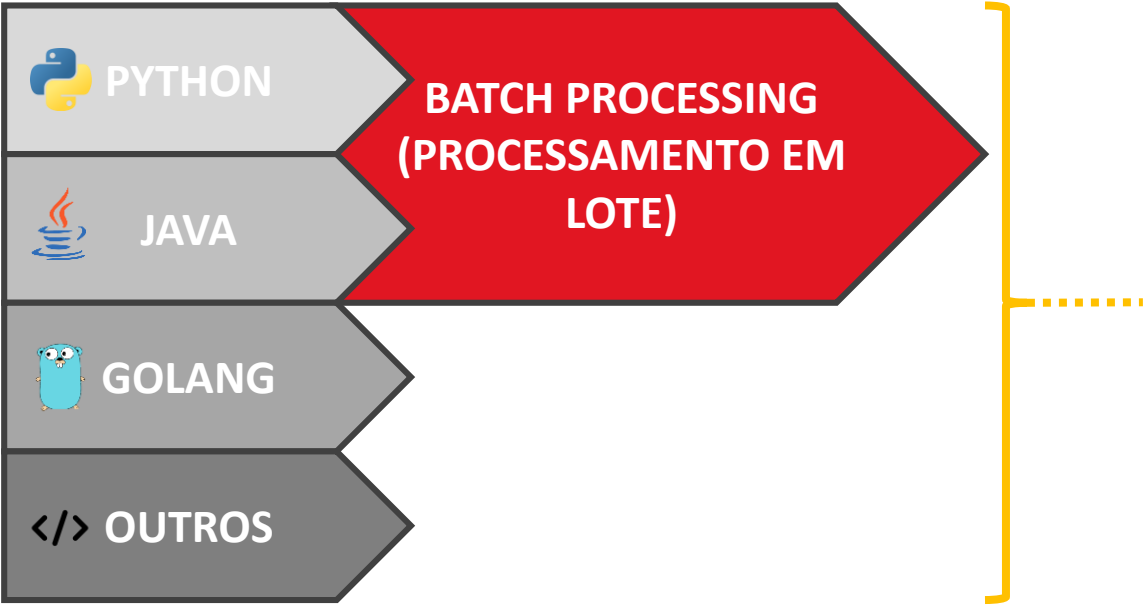 PYTHON
BATCH PROCESSING
(PROCESSAMENTO EM
LOTE)
JAVA
GOLANG
</> OUTROS